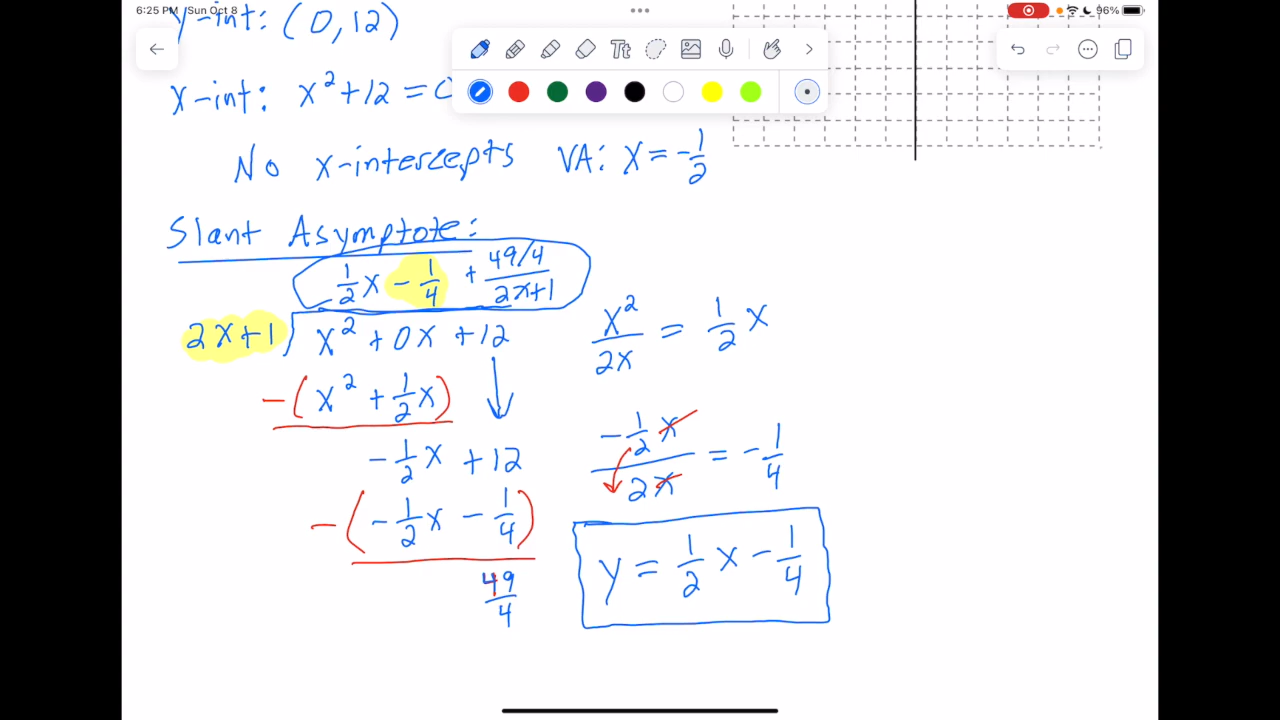 6:25 PM Sun Oct 8
96%
y-int: (0, 12)
Tt
x-int: x² + 12 = 0
No x-intercepts VA: x = -1/2
Slant Asymptote:
1/2 x - 1/4 + (49/4)/(2x+1)
2x+1 ) x² + 0x + 12
x²/2x = 1/2 x
-(x² + 1/2 x)
-1/2 x + 12
(-1/2 x)/(2x) = -1/4
-(-1/2 x - 1/4)
49/4
y = 1/2 x - 1/4